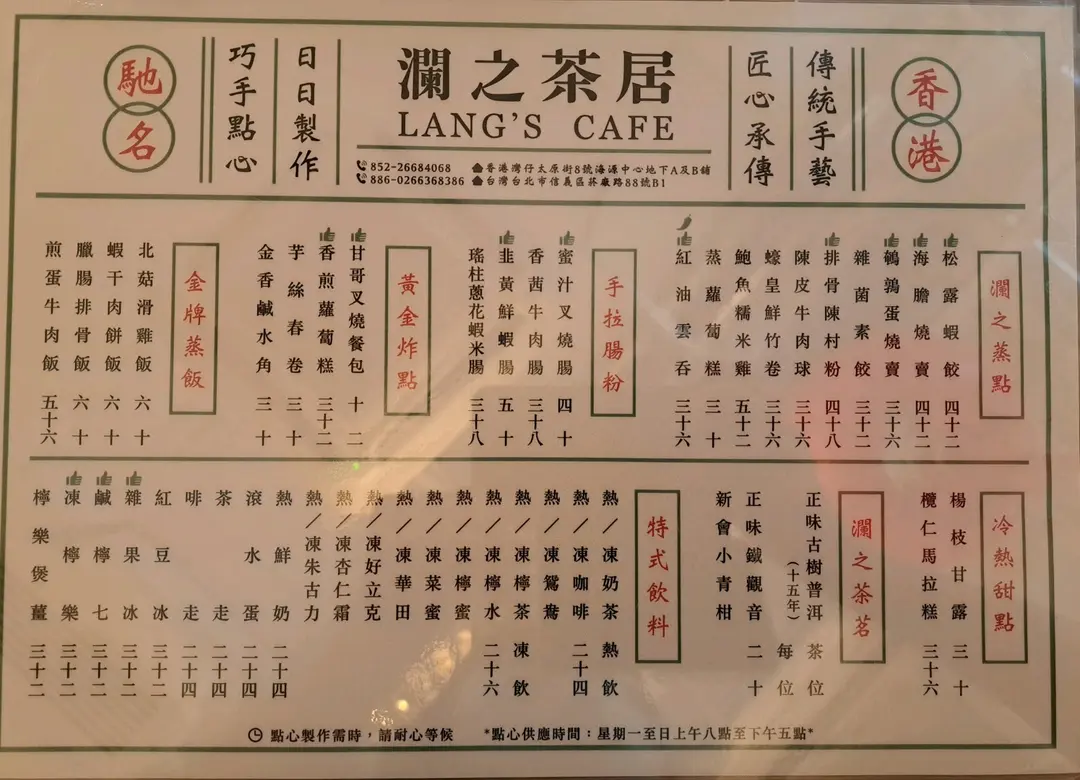 香港
傳統手藝
匠心承傳
瀾之茶居
LANG'S CAFE
852-26684068 香港灣仔太原街8號海源中心地下A及B舖
886-0266368386 台灣台北市信義區菸廠路88號B1
日日製作
巧手點心
馳名
瀾之蒸點
松露蝦餃 四十二
海膽燒賣 四十二
鵪鶉蛋燒賣 三十六
雜菌素餃 三十二
排骨陳村粉 四十八
陳皮牛肉球 三十六
蠔皇鮮竹卷 三十六
鮑魚糯米雞 五十二
蒸蘿蔔糕 三十
紅油雲吞 三十六
手拉腸粉
蜜汁叉燒腸 四十
香茜牛肉腸 三十八
韭黃鮮蝦腸 五十
瑤柱蔥花蝦米腸 三十八
黃金炸點
甘哥叉燒餐包 十二
香煎蘿蔔糕 三十二
芋絲春卷 三十
金香鹹水角 三十
金牌蒸飯
北菇滑雞飯 六十
蝦干肉餅飯 六十
臘腸排骨飯 六十
煎蛋牛肉飯 五十六
冷熱甜點
楊枝甘露 三十
欖仁馬拉糕 三十六
瀾之茶茗
正味古樹普洱(十五年) 茶位
正味鐵觀音 每位
新會小青柑 二十
特式飲料
熱/凍奶茶 熱飲
熱/凍咖啡 二十四
熱/凍鴛鴦
熱/凍檸茶 凍飲
熱/凍檸水 二十六
熱/凍檸蜜
熱/凍菜蜜
熱/凍華田
熱/凍好立克
熱/凍杏仁霜
熱/凍朱古力
熱鮮奶 二十四
滾水蛋 二十四
茶走 二十四
啡走 二十四
紅豆冰 三十二
雜果冰 三十二
鹹檸七 三十二
凍檸樂 三十二
檸樂煲薑 三十二
點心製作需時，請耐心等候 *點心供應時間：星期一至日上午八點至下午五點*